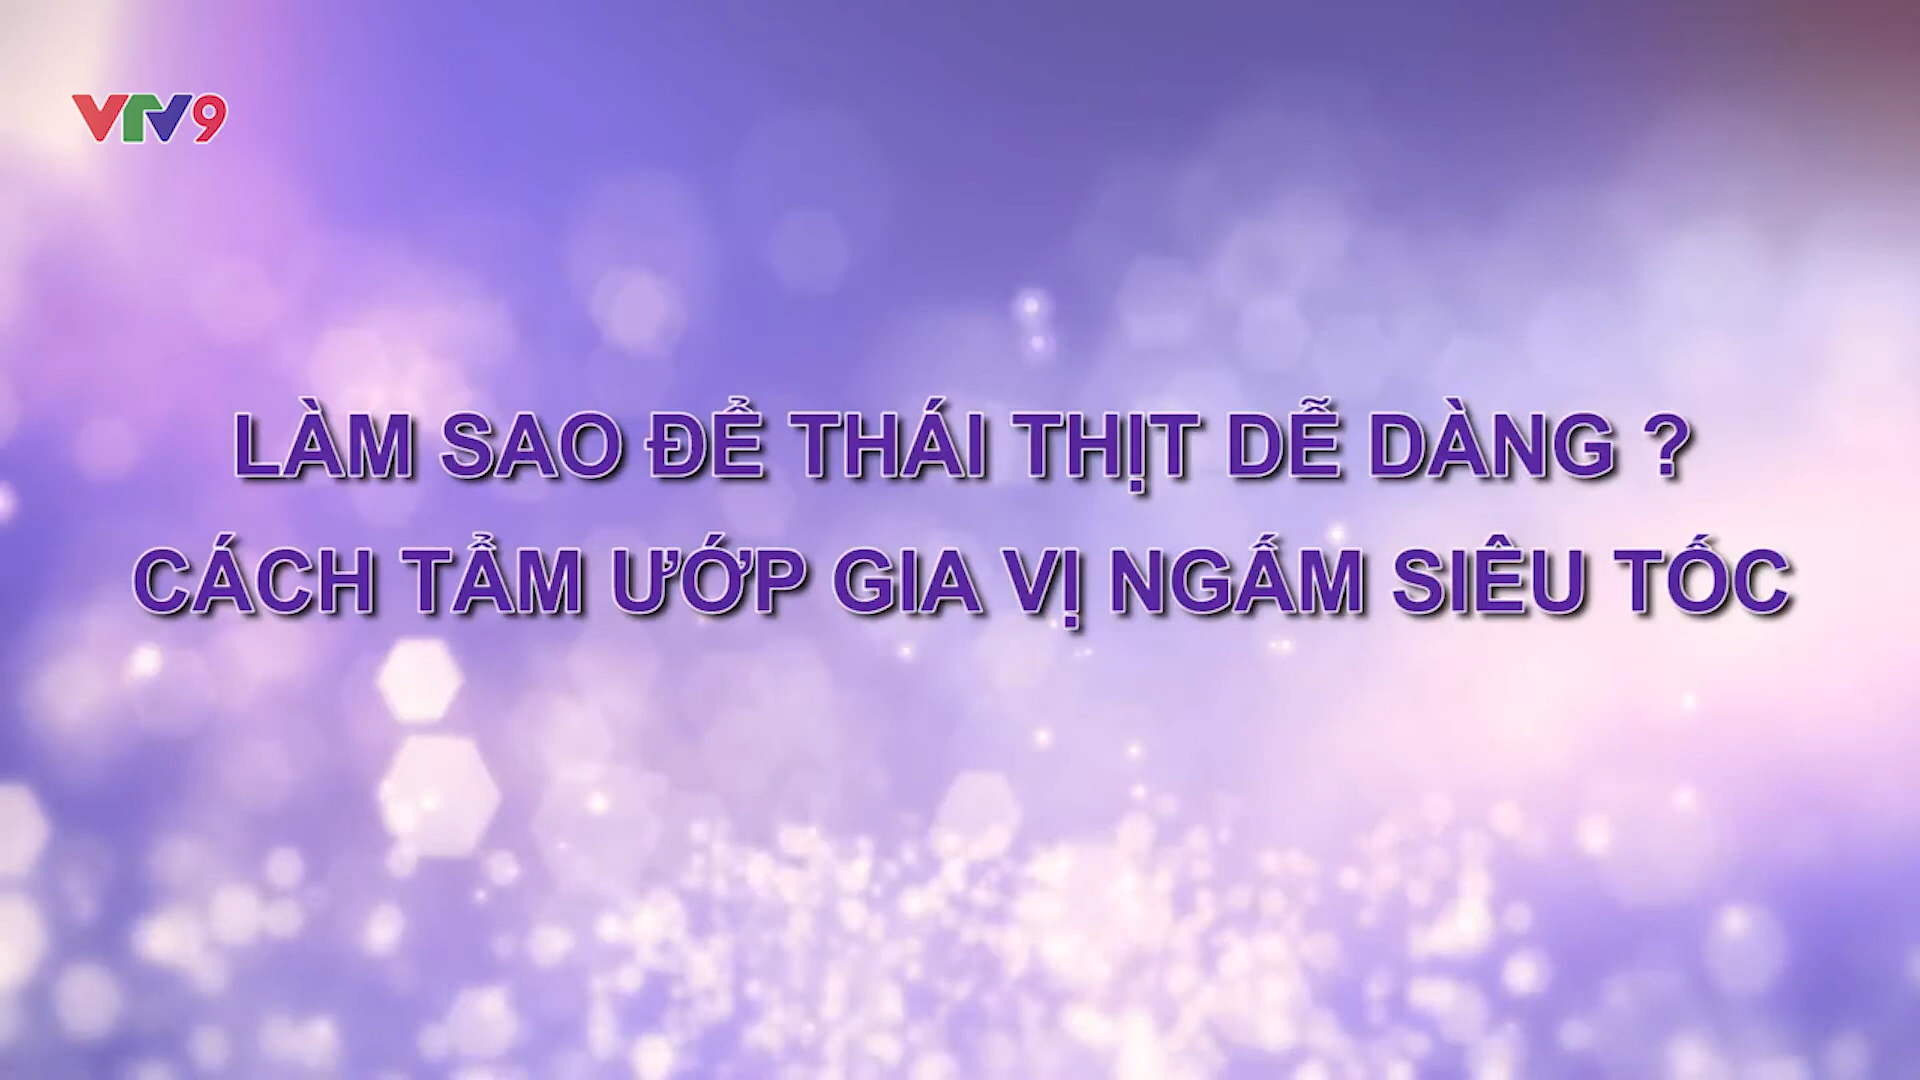 VTV9
LÀM SAO ĐỂ THÁI THỊT DỄ DÀNG ?
CÁCH TẨM ƯỚP GIA VỊ NGẤM SIÊU TỐC